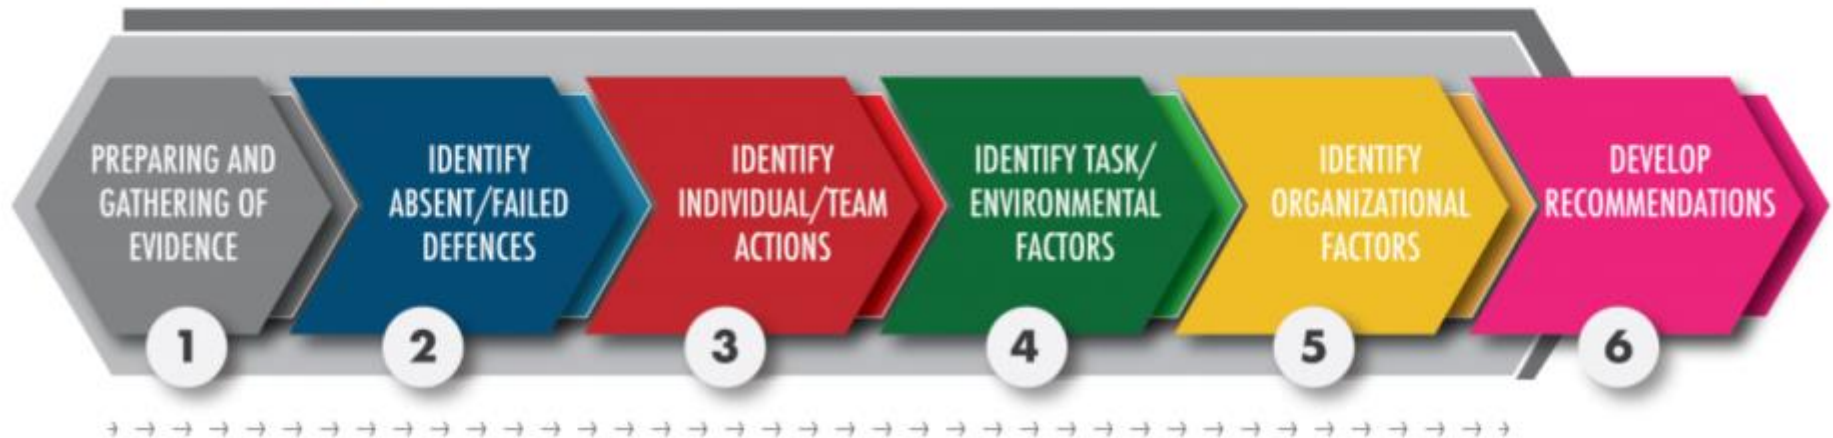 PREPARING AND
GATHERING OF
EVIDENCE
1
IDENTIFY
ABSENT/FAILED
DEFENCES
2
IDENTIFY
INDIVIDUAL/TEAM
ACTIONS
3
IDENTIFY TASK/
ENVIRONMENTAL
FACTORS
4
IDENTIFY
ORGANIZATIONAL
FACTORS
5
DEVELOP
RECOMMENDATIONS
6